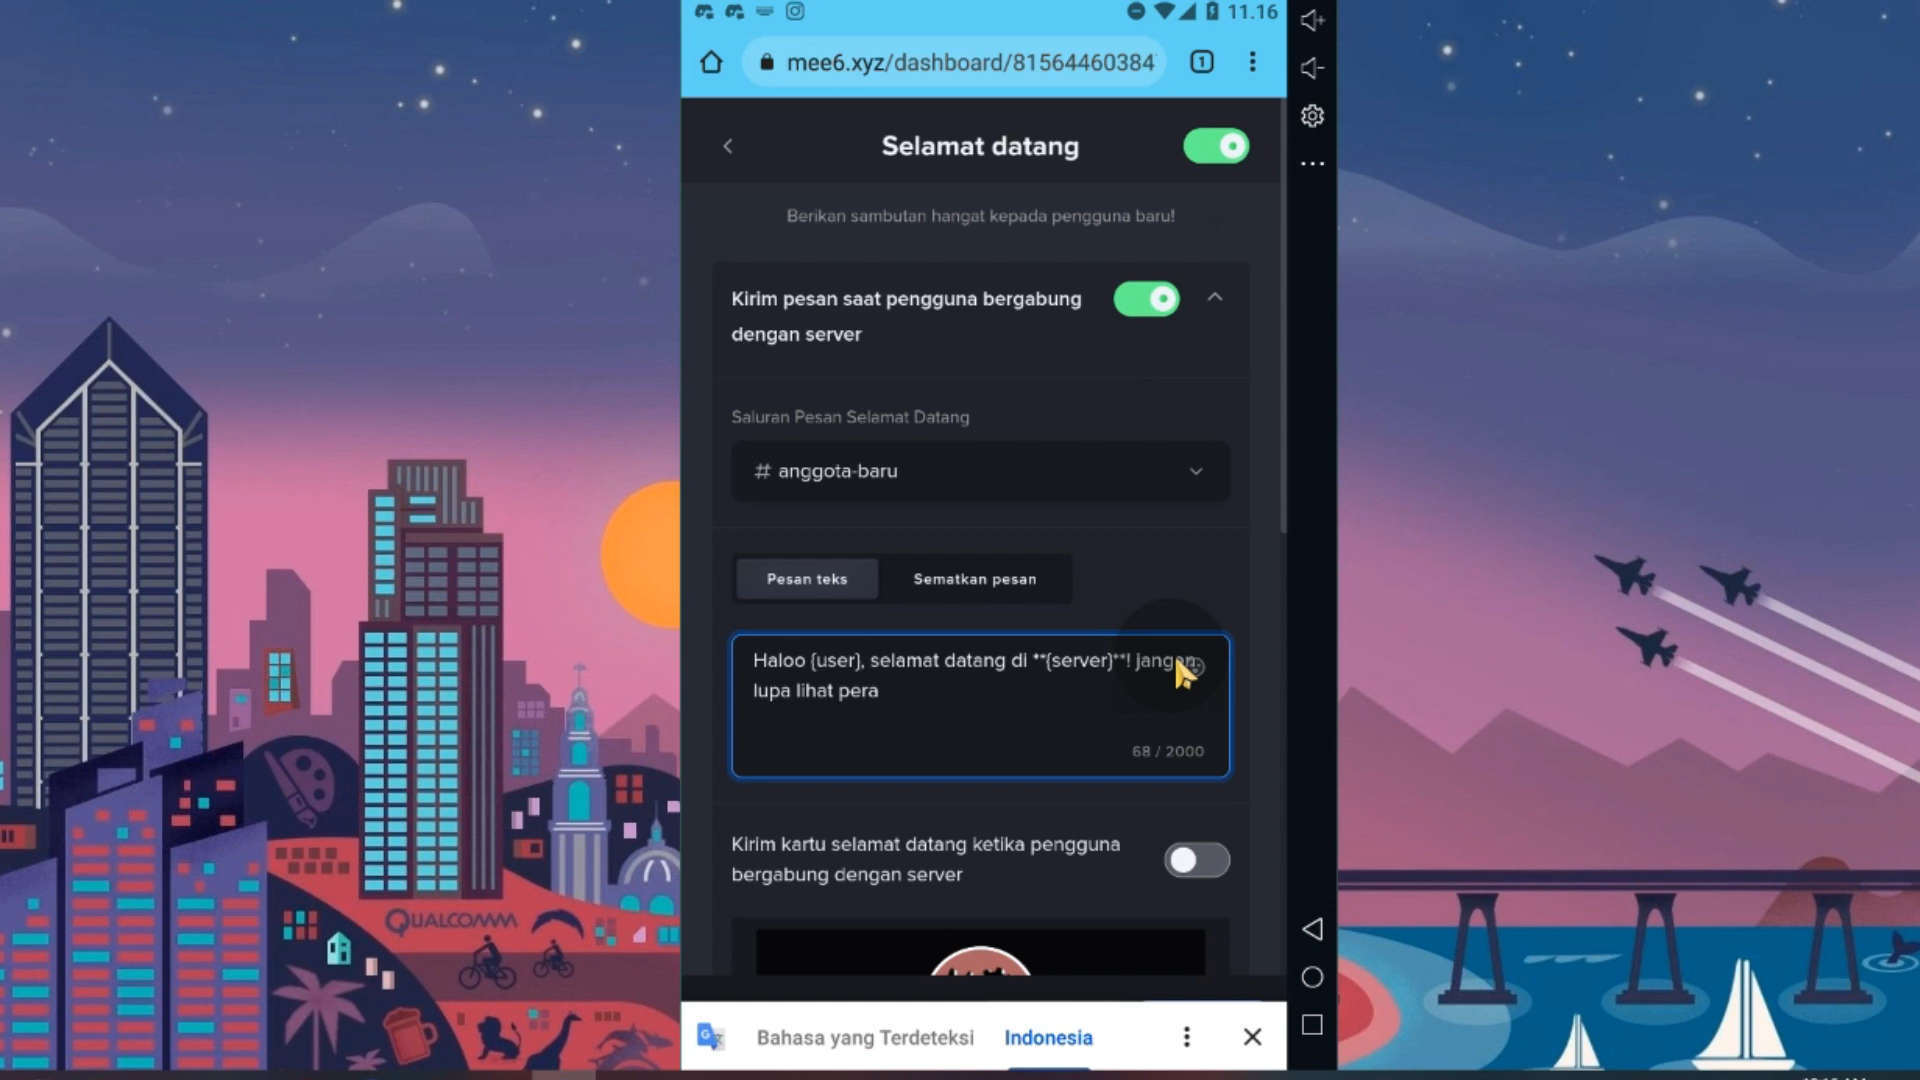 11.16
mee6.xyz/dashboard/81564460384
1
Selamat datang
Berikan sambutan hangat kepada pengguna baru!
Kirim pesan saat pengguna bergabung
dengan server
Saluran Pesan Selamat Datang
# anggota-baru
Pesan teks
Sematkan pesan
Haloo {user}, selamat datang di **{server}**! jangan
lupa lihat pera
68 / 2000
Kirim kartu selamat datang ketika pengguna
bergabung dengan server
Bahasa yang Terdeteksi
Indonesia
QUALCOMM